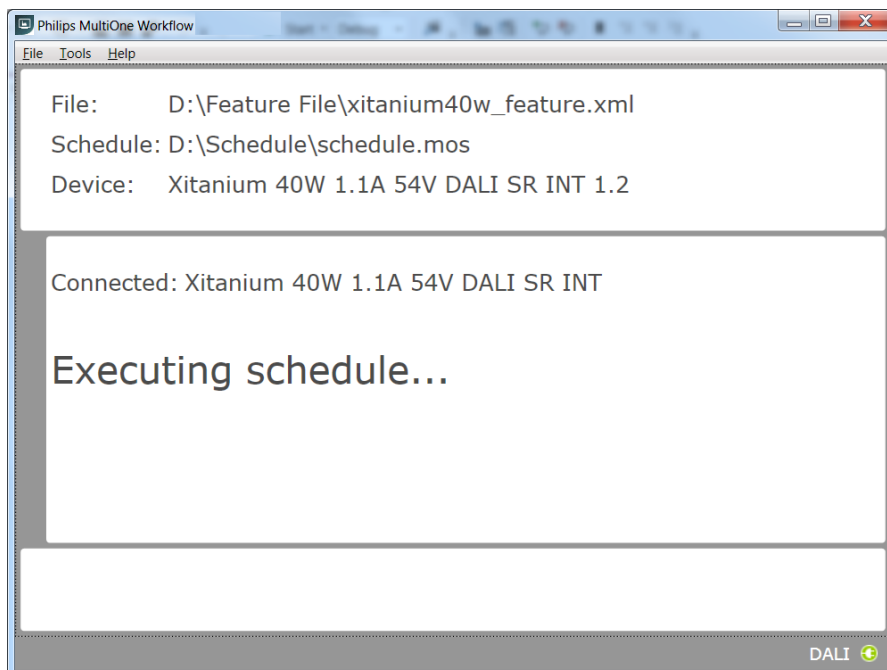 Philips MultiOne Workflow
File Tools Help
File: D:\Feature File\xitanium40w_feature.xml
Schedule: D:\Schedule\schedule.mos
Device: Xitanium 40W 1.1A 54V DALI SR INT 1.2
Connected: Xitanium 40W 1.1A 54V DALI SR INT
Executing schedule...
DALI